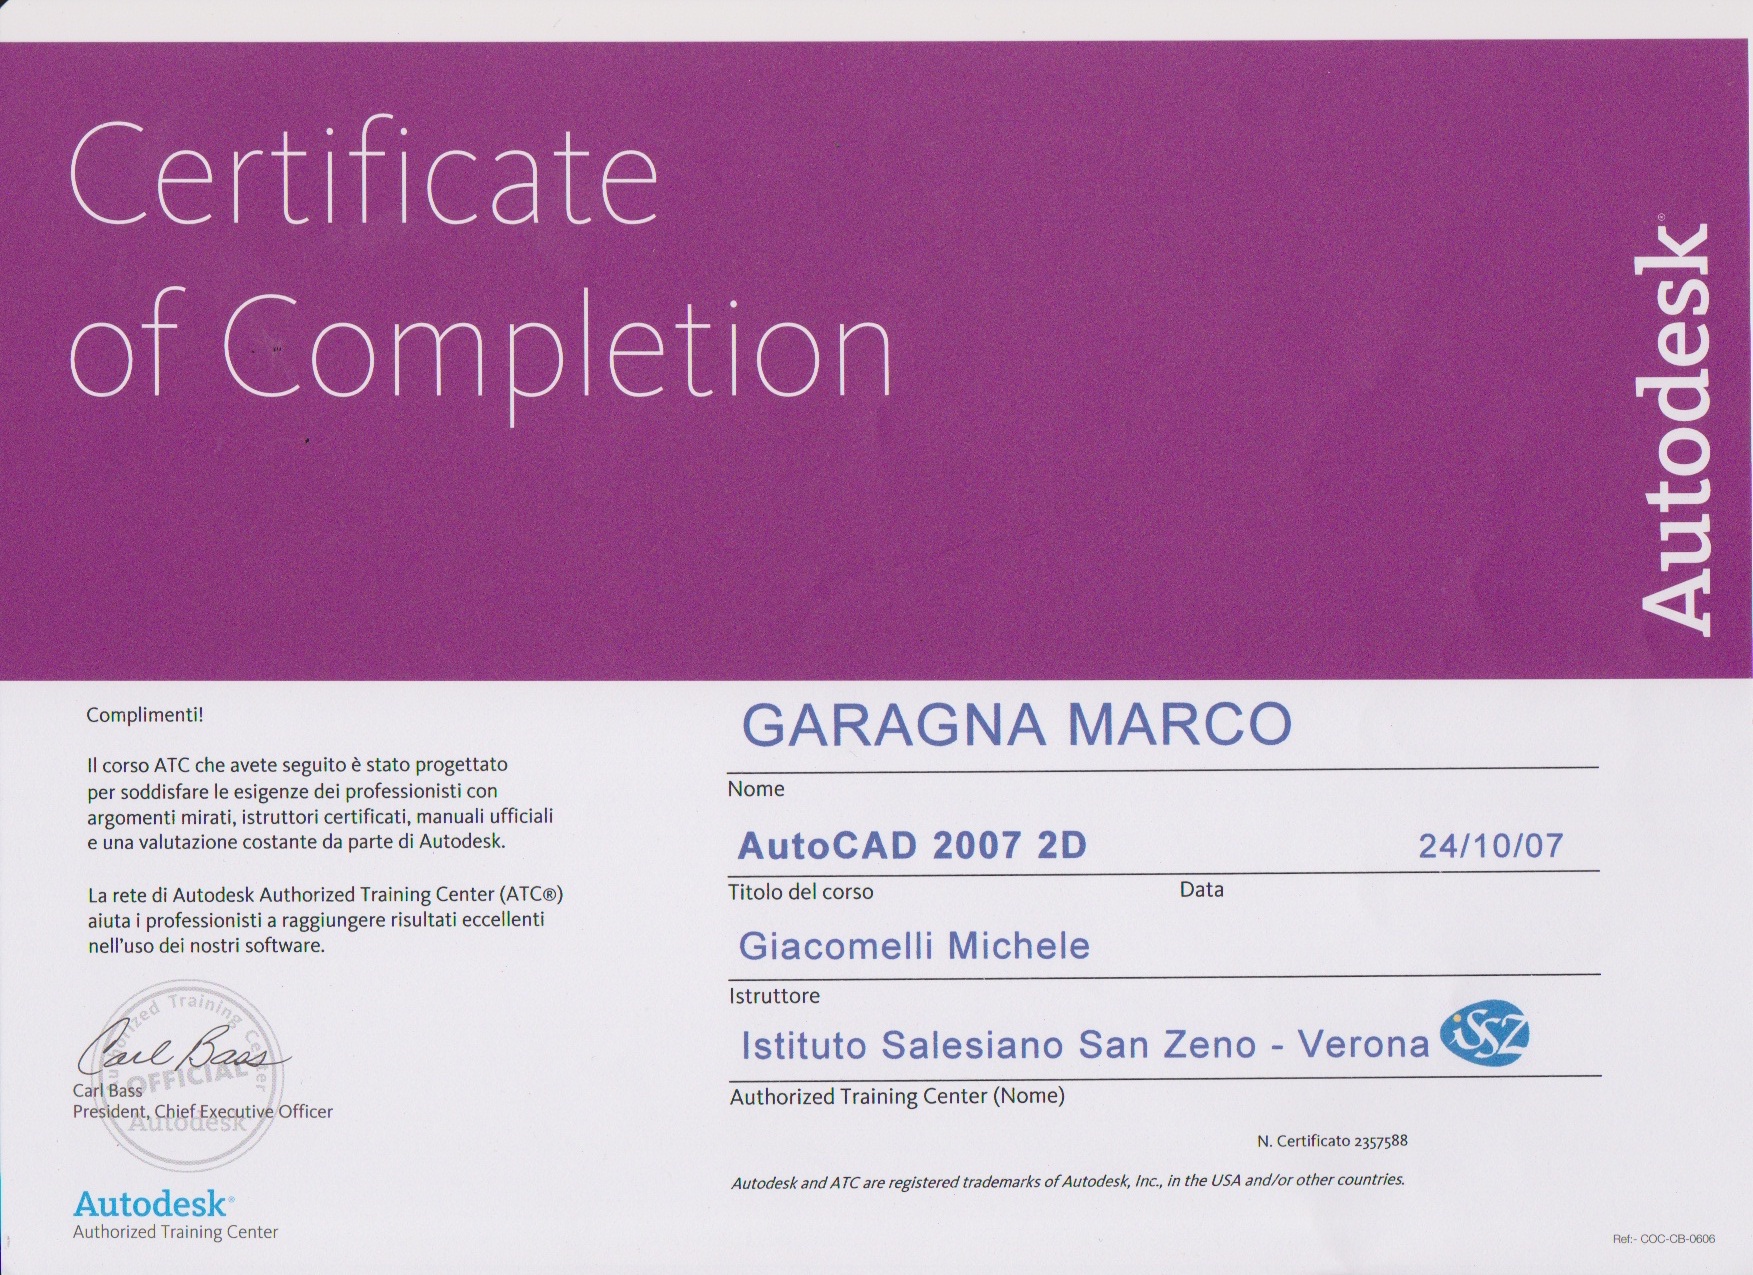 Certificate
of Completion
Autodesk®
Complimenti!
Il corso ATC che avete seguito è stato progettato
per soddisfare le esigenze dei professionisti con
argomenti mirati, istruttori certificati, manuali ufficiali
e una valutazione costante da parte di Autodesk.
La rete di Autodesk Authorized Training Center (ATC®)
aiuta i professionisti a raggiungere risultati eccellenti
nell'uso dei nostri software.
Authorized Training Center
OFFICIAL
Autodesk
Carl Bass
Carl Bass
President, Chief Executive Officer
Autodesk®
Authorized Training Center
GARAGNA MARCO
Nome
AutoCAD 2007 2D 24/10/07
Titolo del corso Data
Giacomelli Michele
Istruttore
Istituto Salesiano San Zeno - Verona iSSZ
Authorized Training Center (Nome)
N. Certificato 2357588
Autodesk and ATC are registered trademarks of Autodesk, Inc., in the USA and/or other countries.
Ref:- COC-CB-0606